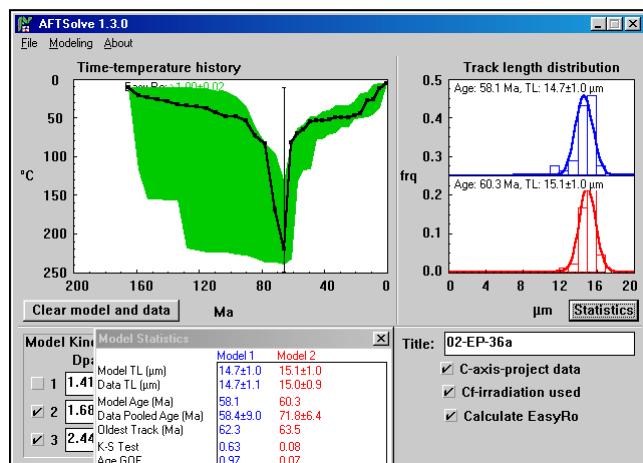 AFTSolve 1.3.0
File Modeling About
Time-temperature history
Track length distribution
0
50
100
150
200
250
°C
200 160 120 80 40 0
Ma
Clear model and data
0.5
0.4
0.3
0.2
0.1
0.0
frq
Age: 58.1 Ma, TL: 14.7±1.0 µm
Age: 60.3 Ma, TL: 15.1±1.0 µm
0 4 8 12 16 20
µm
Statistics
Model Kine
Dpa
1 1.41
2 1.68
3 2.44
Model Statistics
Model 1 Model 2
Model TL (µm) 14.7±1.0 15.1±1.0
Data TL (µm) 14.7±1.1 15.0±0.9
Model Age (Ma) 58.1 60.3
Data Pooled Age (Ma) 58.4±9.0 71.8±6.4
Oldest Track (Ma) 62.3 63.5
K-S Test 0.63 0.08
Age GOF 0.97 0.07
Title: 02-EP-36a
C-axis-project data
Cf-irradiation used
Calculate EasyRo